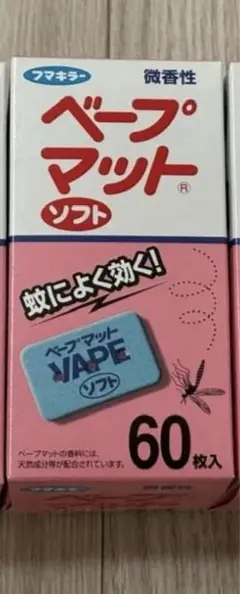 フマキラー
微香性
ベープ
マット®
ソフト
蚊によく効く!
ベープマット
VAPE
ソフト
ベープマットの香料には、
天然成分等が配合されています。
60枚入